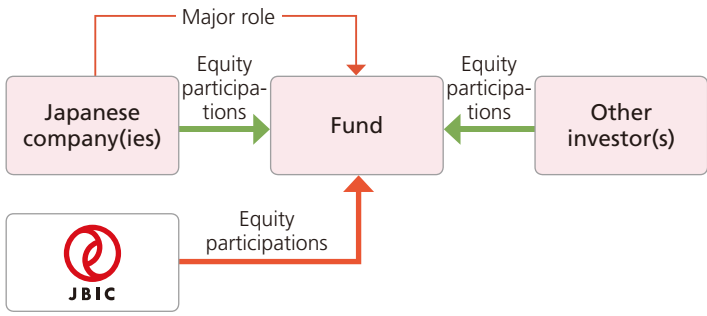 Major role
Equity
participa-
tions
Equity
participa-
tions
Japanese
company(ies)
Fund
Other
investor(s)
Equity
participations
JBIC